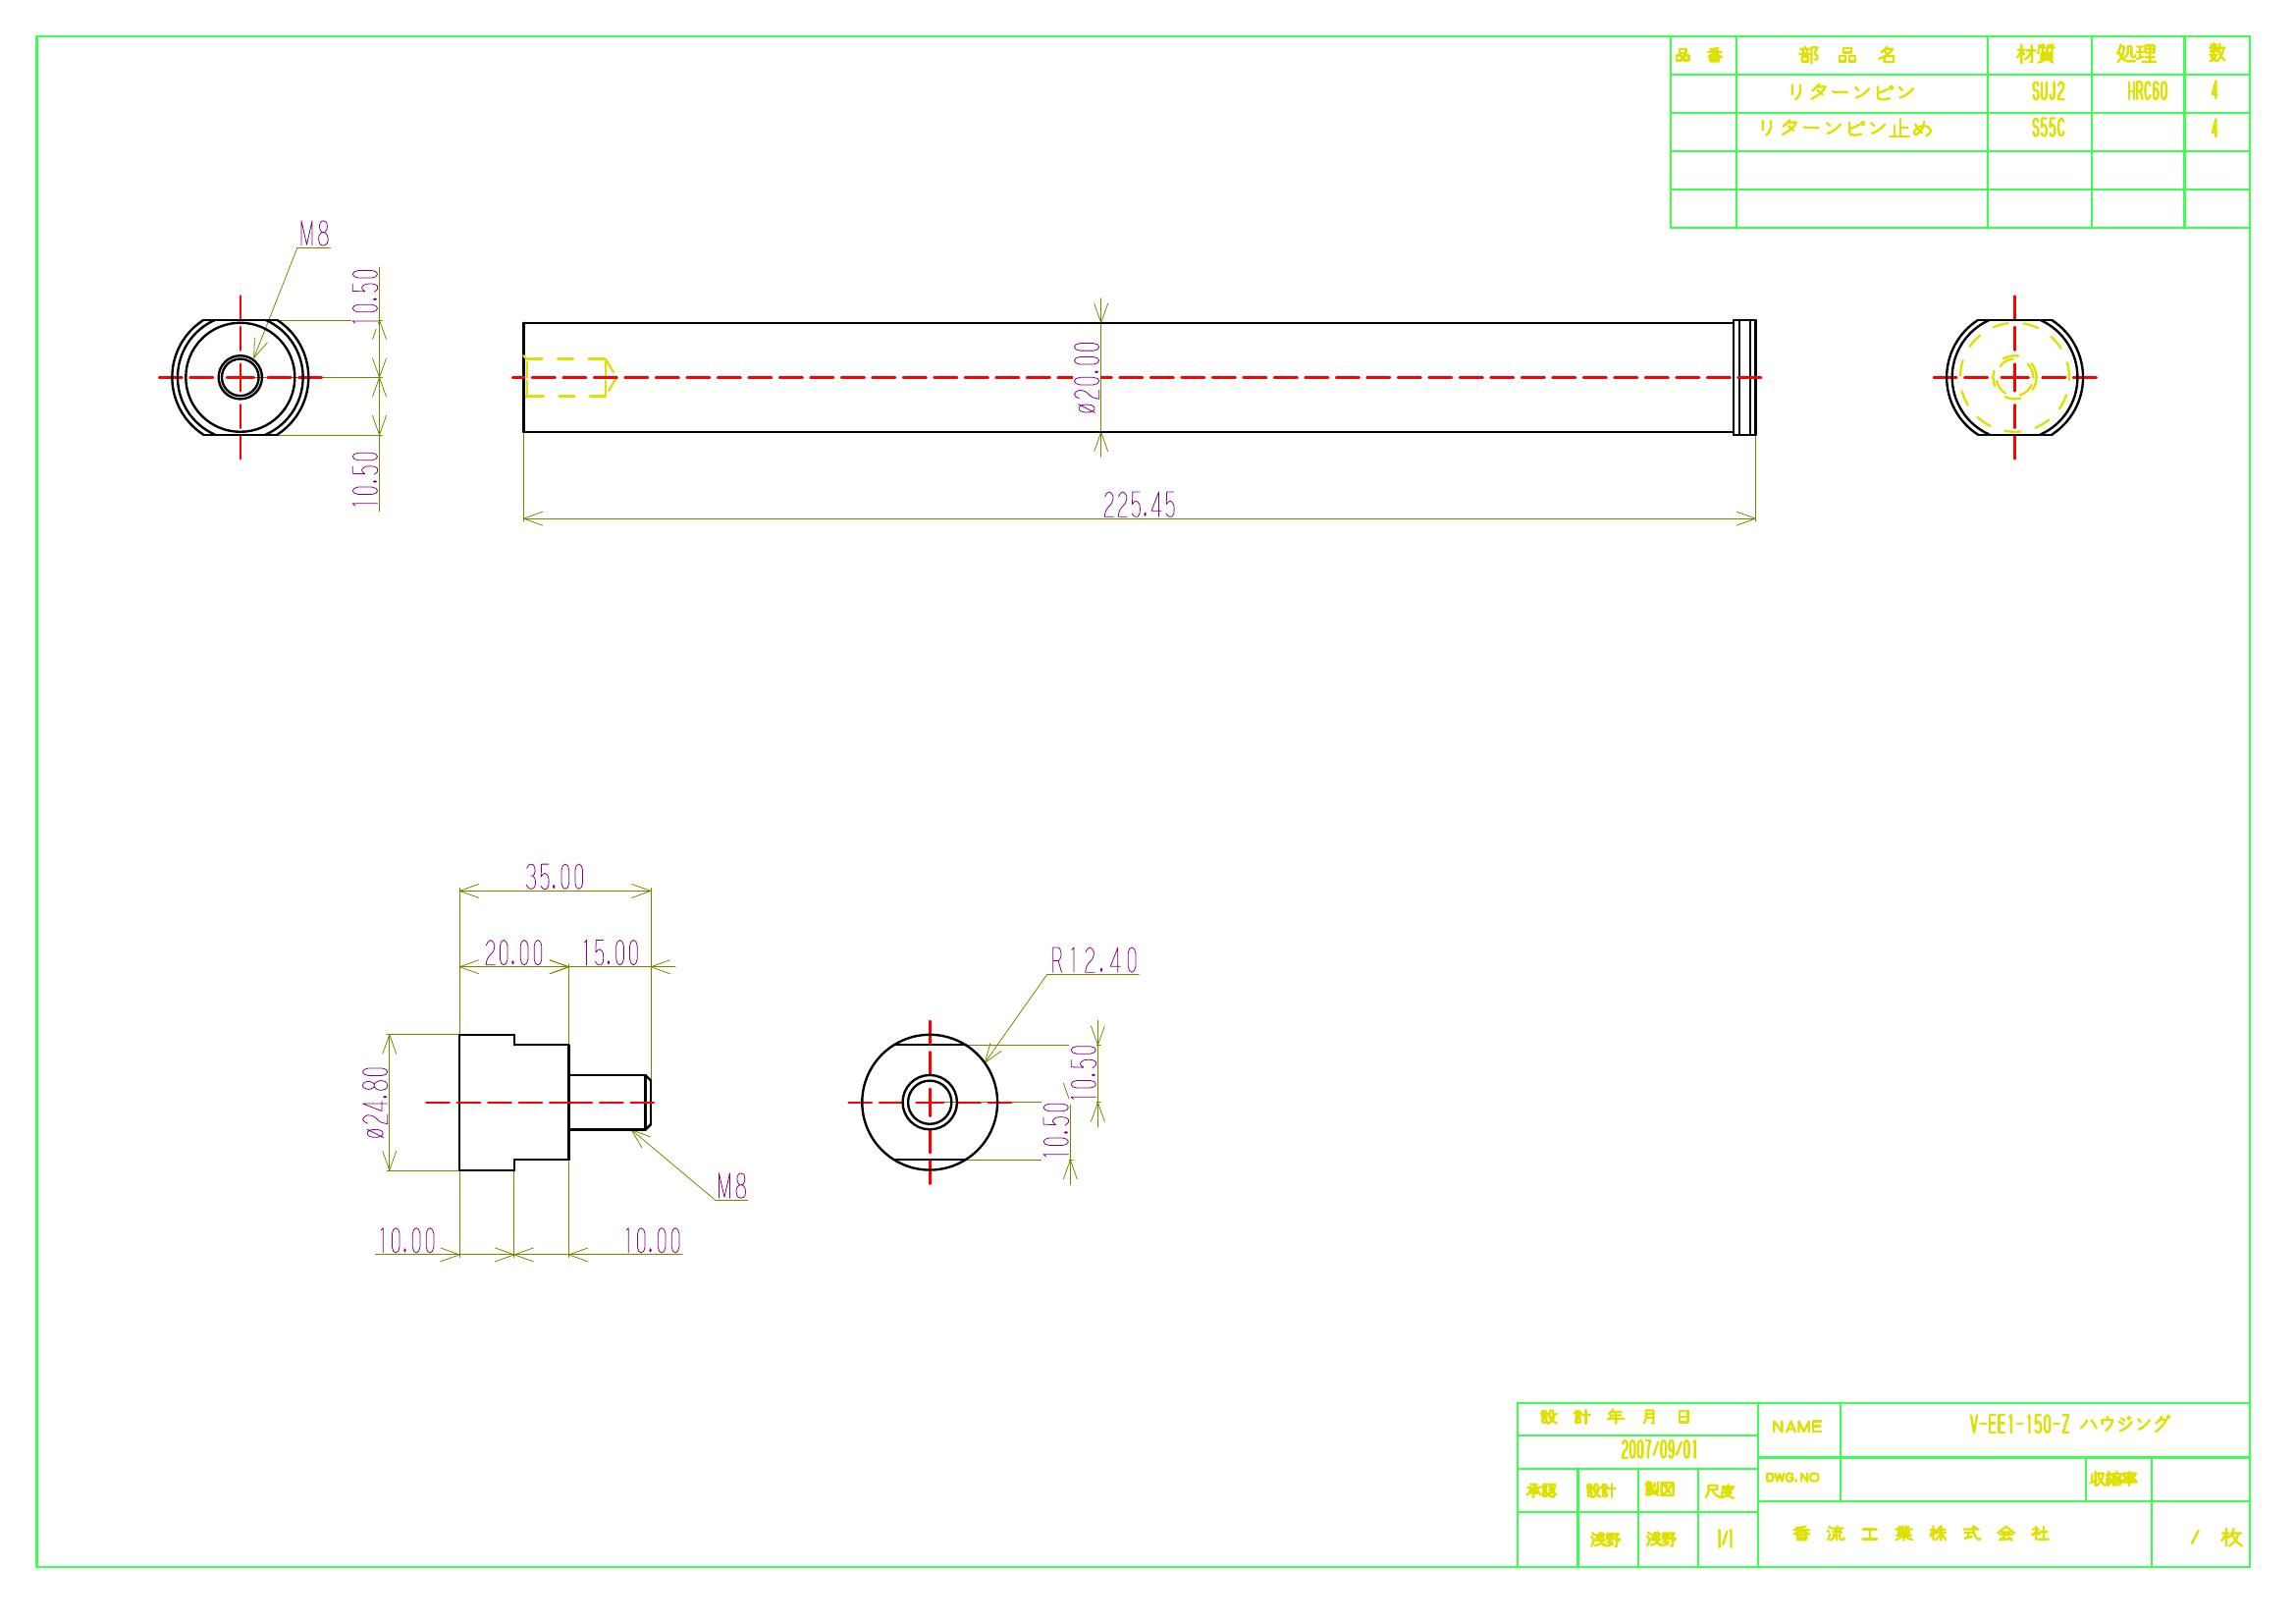 品 番 部 品 名 材質 処理 数
リターンピン SUJ2 HRC60 4
リターンピン止め S55C 4
M8
10.50
10.50
ø20.00
225.45
35.00
20.00 15.00
ø24.80
M8
10.00 10.00
R12.40
10.50
10.50
設 計 年 月 日
2007/09/01
承認 設計 製図 尺度
浅野 浅野 1/1
NAME V-EE1-150-Z ハウジング
DWG.NO 収縮率
香 流 工 業 株 式 会 社 / 枚